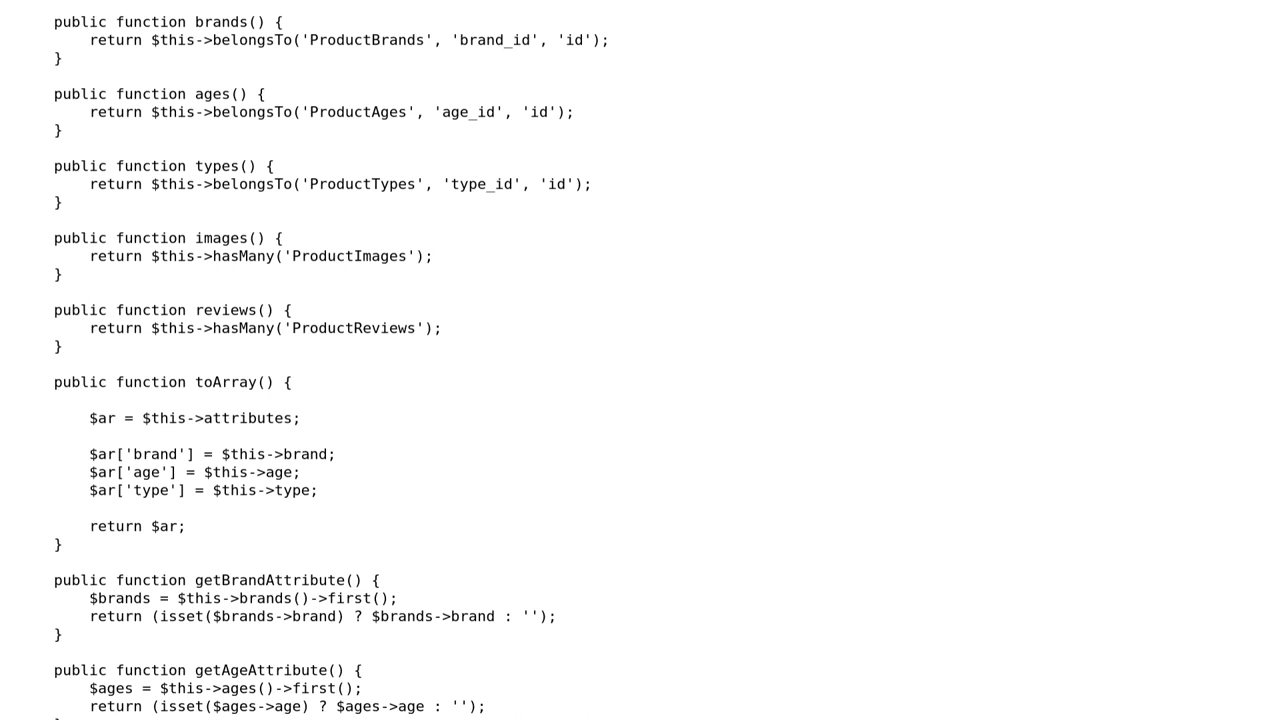 public function brands() {
return $this->belongsTo('ProductBrands', 'brand_id', 'id');
}
public function ages() {
return $this->belongsTo('ProductAges', 'age_id', 'id');
}
public function types() {
return $this->belongsTo('ProductTypes', 'type_id', 'id');
}
public function images() {
return $this->hasMany('ProductImages');
}
public function reviews() {
return $this->hasMany('ProductReviews');
}
public function toArray() {
$ar = $this->attributes;
$ar['brand'] = $this->brand;
$ar['age'] = $this->age;
$ar['type'] = $this->type;
return $ar;
}
public function getBrandAttribute() {
$brands = $this->brands()->first();
return (isset($brands->brand) ? $brands->brand : '');
}
public function getAgeAttribute() {
$ages = $this->ages()->first();
return (isset($ages->age) ? $ages->age : '');